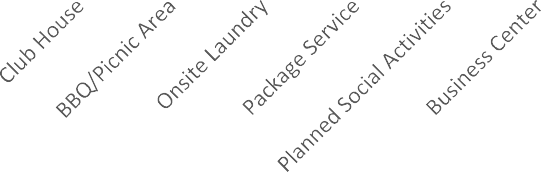 Club House
BBQ/Picnic Area
Onsite Laundry
Package Service
Planned Social Activities
Business Center